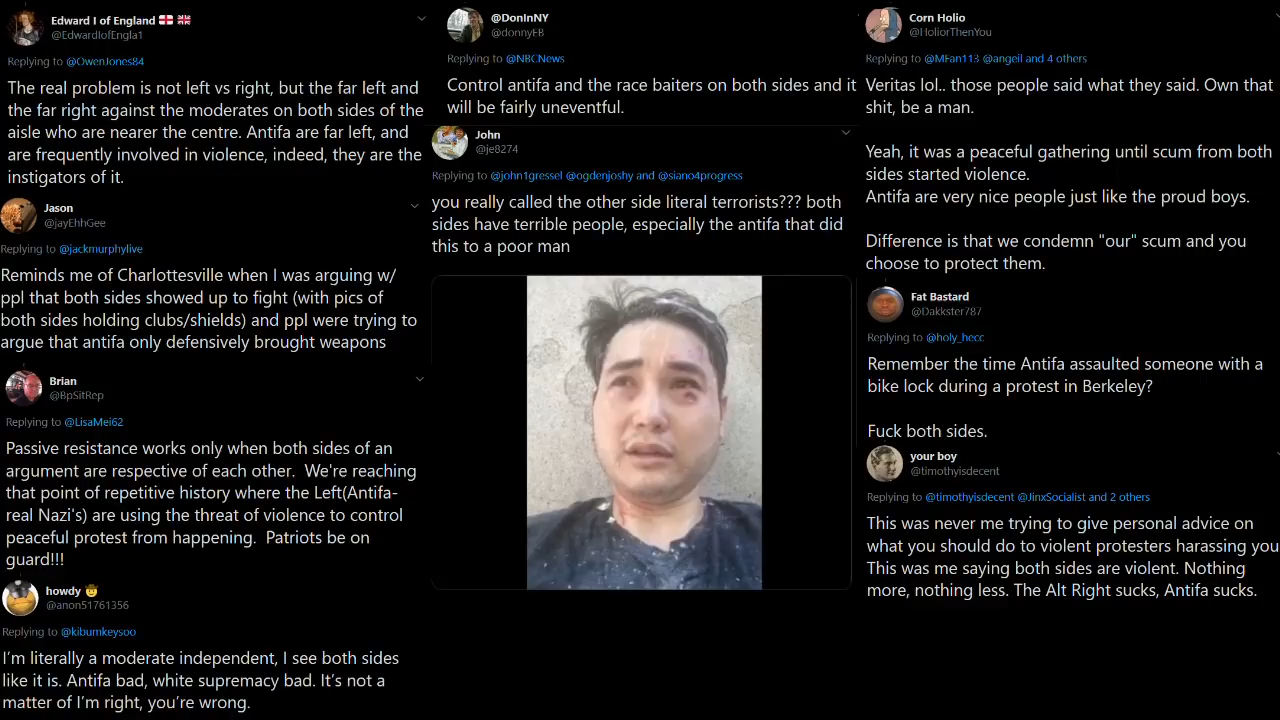 Edward I of England
@EdwardIofEngla1
Replying to @OwenJones84
The real problem is not left vs right, but the far left and
the far right against the moderates on both sides of the
aisle who are nearer the centre. Antifa are far left, and
are frequently involved in violence, indeed, they are the
instigators of it.
Jason
@jayEhhGee
Replying to @jackmurphylive
Reminds me of Charlottesville when I was arguing w/
ppl that both sides showed up to fight (with pics of
both sides holding clubs/shields) and ppl were trying to
argue that antifa only defensively brought weapons
Brian
@BpSitRep
Replying to @LisaMei62
Passive resistance works only when both sides of an
argument are respective of each other. We're reaching
that point of repetitive history where the Left(Antifa-
real Nazi's) are using the threat of violence to control
peaceful protest from happening. Patriots be on
guard!!!
howdy 🤠
@anon51761356
Replying to @kibumkeysoo
I'm literally a moderate independent, I see both sides
like it is. Antifa bad, white supremacy bad. It's not a
matter of I'm right, you're wrong.
@DonInNY
@donnyEB
Replying to @NBCNews
Control antifa and the race baiters on both sides and it
will be fairly uneventful.
John
@je8274
Replying to @john1gressel @ogdenjoshy and @siano4progress
you really called the other side literal terrorists??? both
sides have terrible people, especially the antifa that did
this to a poor man
Corn Holio
@HoliorThenYou
Replying to @MFan113 @angeil and 4 others
Veritas lol.. those people said what they said. Own that
shit, be a man.
Yeah, it was a peaceful gathering until scum from both
sides started violence.
Antifa are very nice people just like the proud boys.
Difference is that we condemn "our" scum and you
choose to protect them.
Fat Bastard
@Dakkster787
Replying to @holy_hecc
Remember the time Antifa assaulted someone with a
bike lock during a protest in Berkeley?
Fuck both sides.
your boy
@timothyisdecent
Replying to @timothyisdecent @JinxSocialist and 2 others
This was never me trying to give personal advice on
what you should do to violent protesters harassing you
This was me saying both sides are violent. Nothing
more, nothing less. The Alt Right sucks, Antifa sucks.